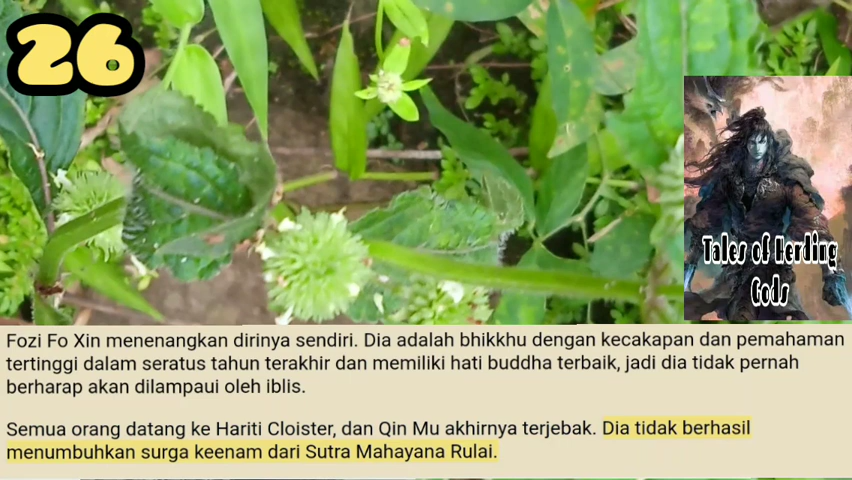 26
Tales of Herding
Gods
Fozi Fo Xin menenangkan dirinya sendiri. Dia adalah bhikkhu dengan kecakapan dan pemahaman
tertinggi dalam seratus tahun terakhir dan memiliki hati buddha terbaik, jadi dia tidak pernah
berharap akan dilampaui oleh iblis.
Semua orang datang ke Hariti Cloister, dan Qin Mu akhirnya terjebak. Dia tidak berhasil
menumbuhkan surga keenam dari Sutra Mahayana Rulai.